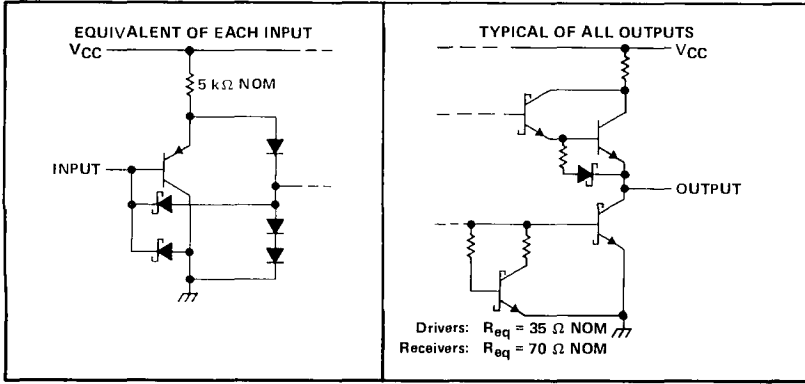 EQUIVALENT OF EACH INPUT
VCC
5 kΩ NOM
INPUT
TYPICAL OF ALL OUTPUTS
VCC
OUTPUT
Drivers: Req = 35 Ω NOM
Receivers: Req = 70 Ω NOM